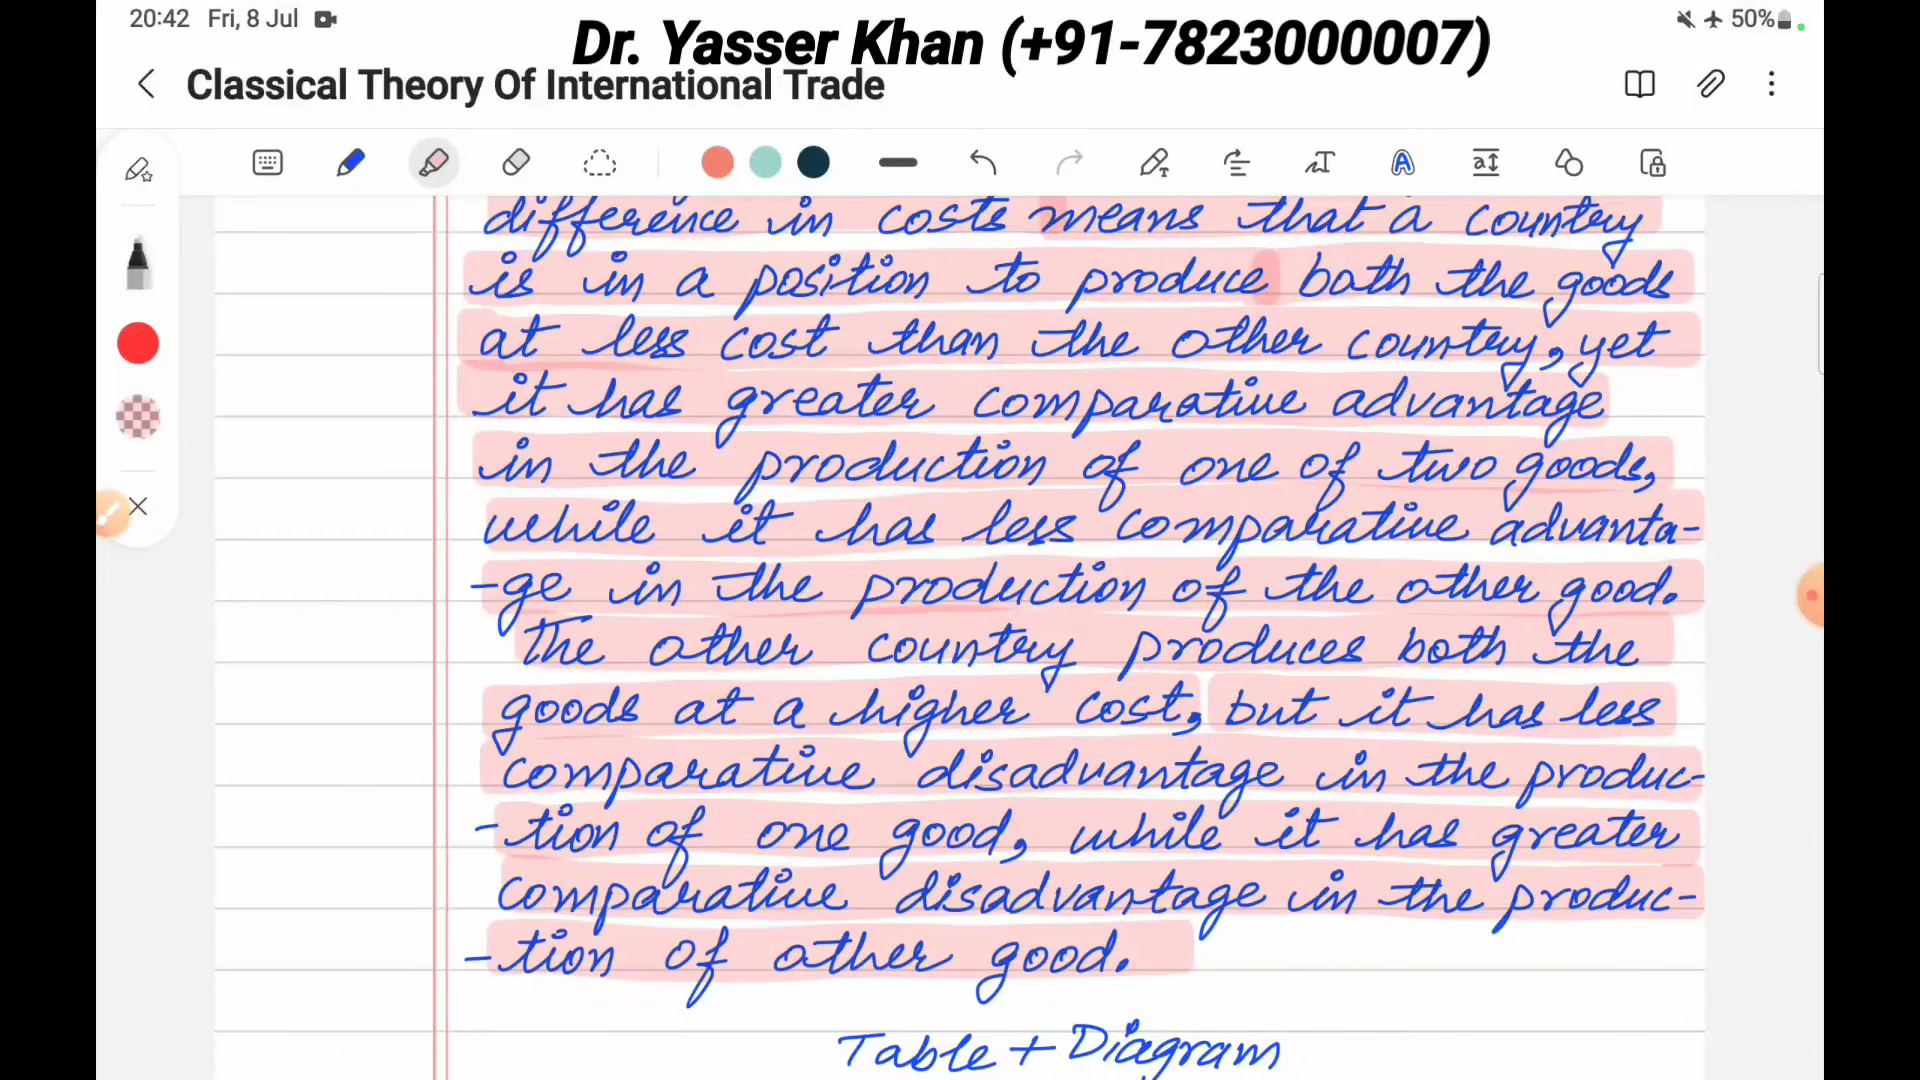 20:42 Fri, 8 Jul
50%
Dr. Yasser Khan (+91-7823000007)
Classical Theory Of International Trade
difference in costs means that a country
is in a position to produce both the goods
at less cost than the other country, yet
it has greater comparative advantage
in the production of one of two goods,
while it has less comparative advanta-
-ge in the production of the other good.
The other country produces both the
goods at a higher cost, but it has less
comparative disadvantage in the produc-
-tion of one good, while it has greater
comparative disadvantage in the produc-
-tion of other good.
Table + Diagram